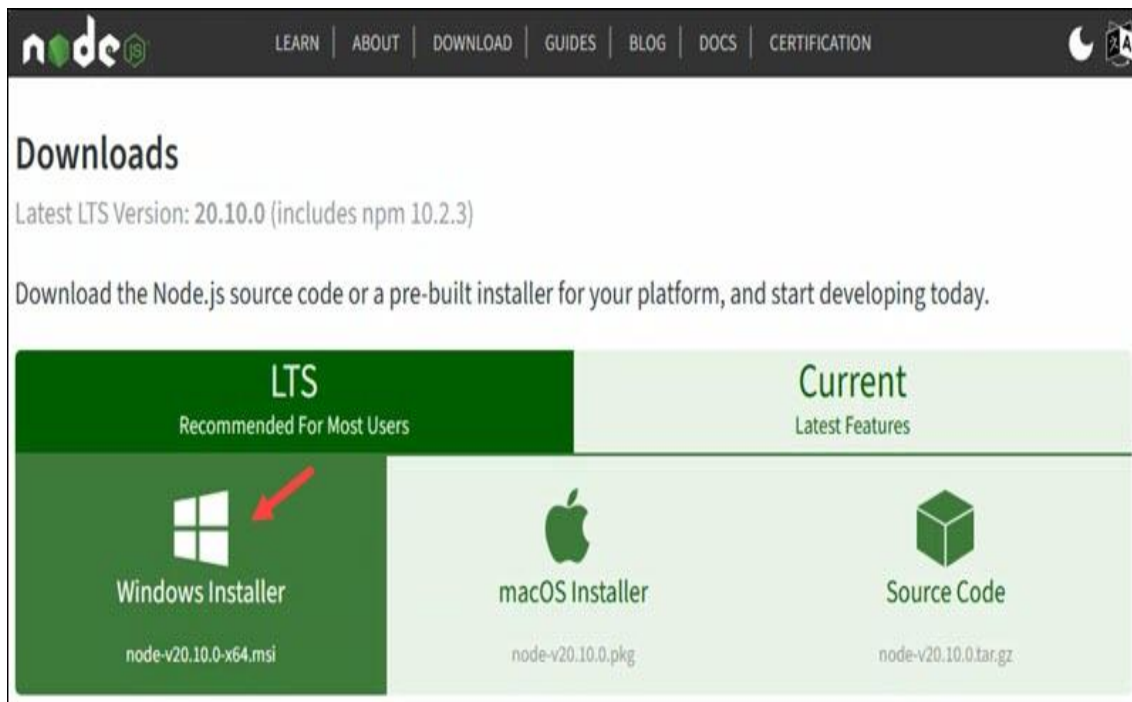 node JS
LEARN | ABOUT | DOWNLOAD | GUIDES | BLOG | DOCS | CERTIFICATION
Downloads
Latest LTS Version: 20.10.0 (includes npm 10.2.3)
Download the Node.js source code or a pre-built installer for your platform, and start developing today.
LTS
Recommended For Most Users
Current
Latest Features
Windows Installer
macOS Installer
Source Code
node-v20.10.0-x64.msi
node-v20.10.0.pkg
node-v20.10.0.tar.gz